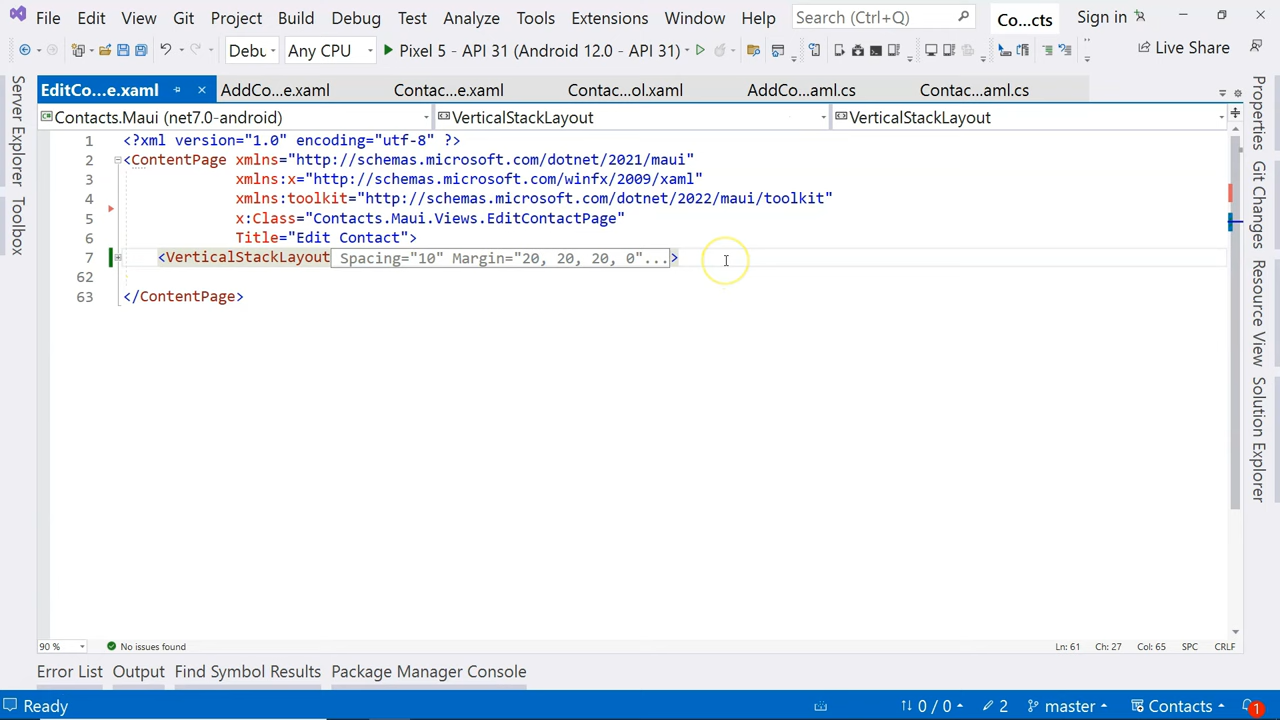 File Edit View Git Project Build Debug Test Analyze Tools Extensions Window Help Search (Ctrl+Q) Co...cts Sign in
Debu Any CPU Pixel 5 - API 31 (Android 12.0 - API 31) Live Share
EditCo...e.xaml AddCo...e.xaml Contac...e.xaml Contac...ol.xaml AddCo...aml.cs Contac...aml.cs
Contacts.Maui (net7.0-android) VerticalStackLayout VerticalStackLayout
1 <?xml version="1.0" encoding="utf-8" ?>
2 <ContentPage xmlns="http://schemas.microsoft.com/dotnet/2021/maui"
3 xmlns:x="http://schemas.microsoft.com/winfx/2009/xaml"
4 xmlns:toolkit="http://schemas.microsoft.com/dotnet/2022/maui/toolkit"
5 x:Class="Contacts.Maui.Views.EditContactPage"
6 Title="Edit Contact">
7 <VerticalStackLayout Spacing="10" Margin="20, 20, 20, 0"...>
62
63 </ContentPage>
Server Explorer
Toolbox
Properties
Git Changes
Resource View
Solution Explorer
90 % No issues found Ln: 61 Ch: 27 Col: 65 SPC CRLF
Error List Output Find Symbol Results Package Manager Console
Ready 0 / 0 2 master Contacts 1